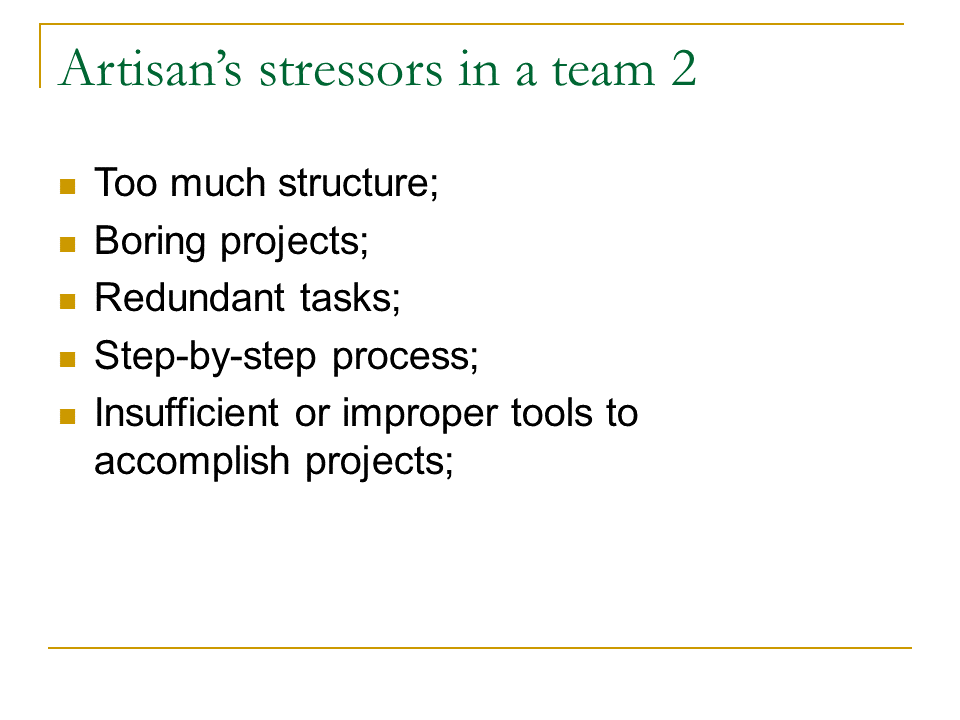 Artisan’s stressors in a team 2
Too much structure;
Boring projects;
Redundant tasks;
Step-by-step process;
Insufficient or improper tools to
accomplish projects;